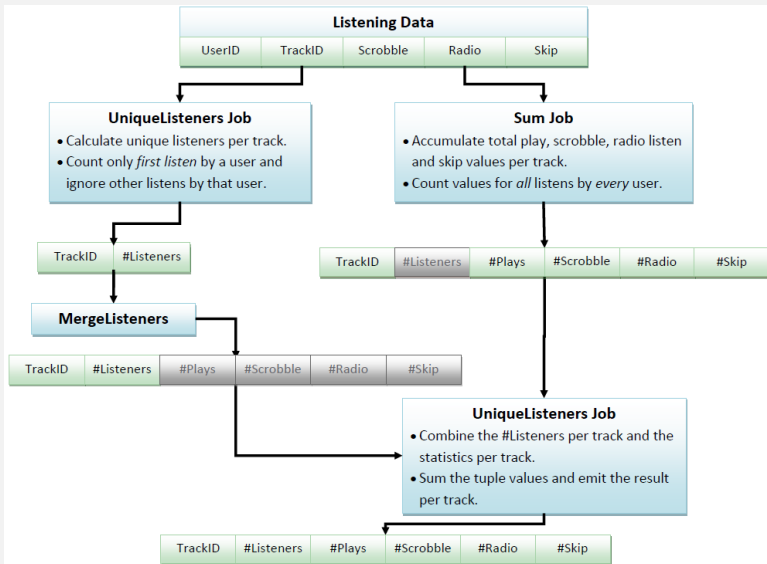 Listening Data
UserID TrackID Scrobble Radio Skip
UniqueListeners Job
• Calculate unique listeners per track.
• Count only first listen by a user and
ignore other listens by that user.
Sum Job
• Accumulate total play, scrobble, radio listen
and skip values per track.
• Count values for all listens by every user.
TrackID #Listeners
TrackID #Listeners #Plays #Scrobble #Radio #Skip
MergeListeners
TrackID #Listeners #Plays #Scrobble #Radio #Skip
UniqueListeners Job
• Combine the #Listeners per track and the
statistics per track.
• Sum the tuple values and emit the result
per track.
TrackID #Listeners #Plays #Scrobble #Radio #Skip